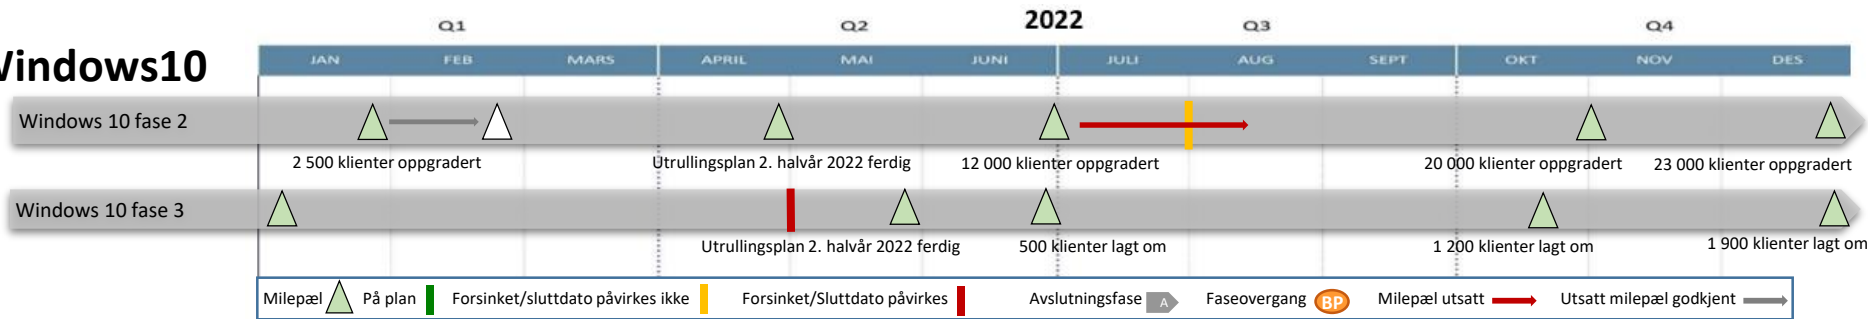 2022
Q1 Q2 Q3 Q4
Windows10
JAN FEB MARS APRIL MAI JUNI JULI AUG SEPT OKT NOV DES
Windows 10 fase 2
2 500 klienter oppgradert Utrullingsplan 2. halvår 2022 ferdig 12 000 klienter oppgradert 20 000 klienter oppgradert 23 000 klienter oppgradert
Windows 10 fase 3
Utrullingsplan 2. halvår 2022 ferdig 500 klienter lagt om 1 200 klienter lagt om 1 900 klienter lagt om
Milepæl På plan Forsinket/sluttdato påvirkes ikke Forsinket/Sluttdato påvirkes Avslutningsfase A Faseovergang BP Milepæl utsatt Utsatt milepæl godkjent